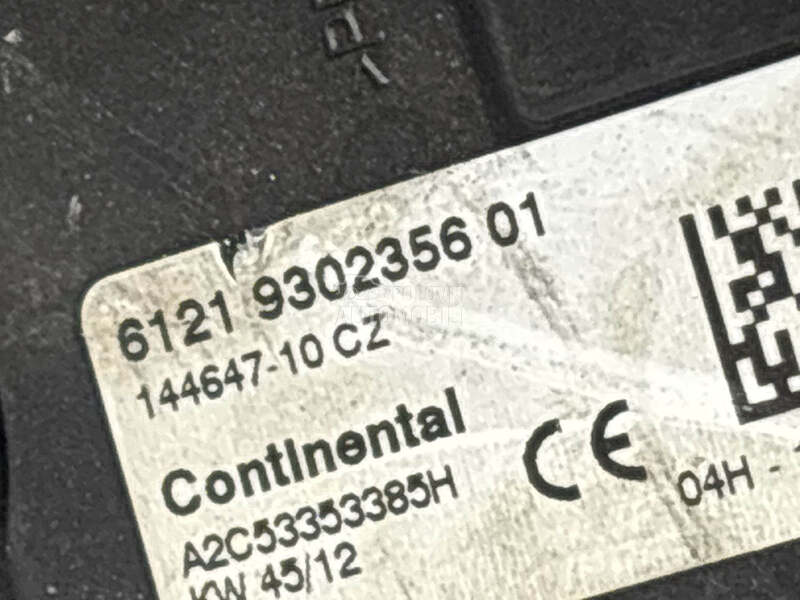 6121 9302356 01
144647-10 CZ
Continental
A2C53353385H
KW 45/12
04H -